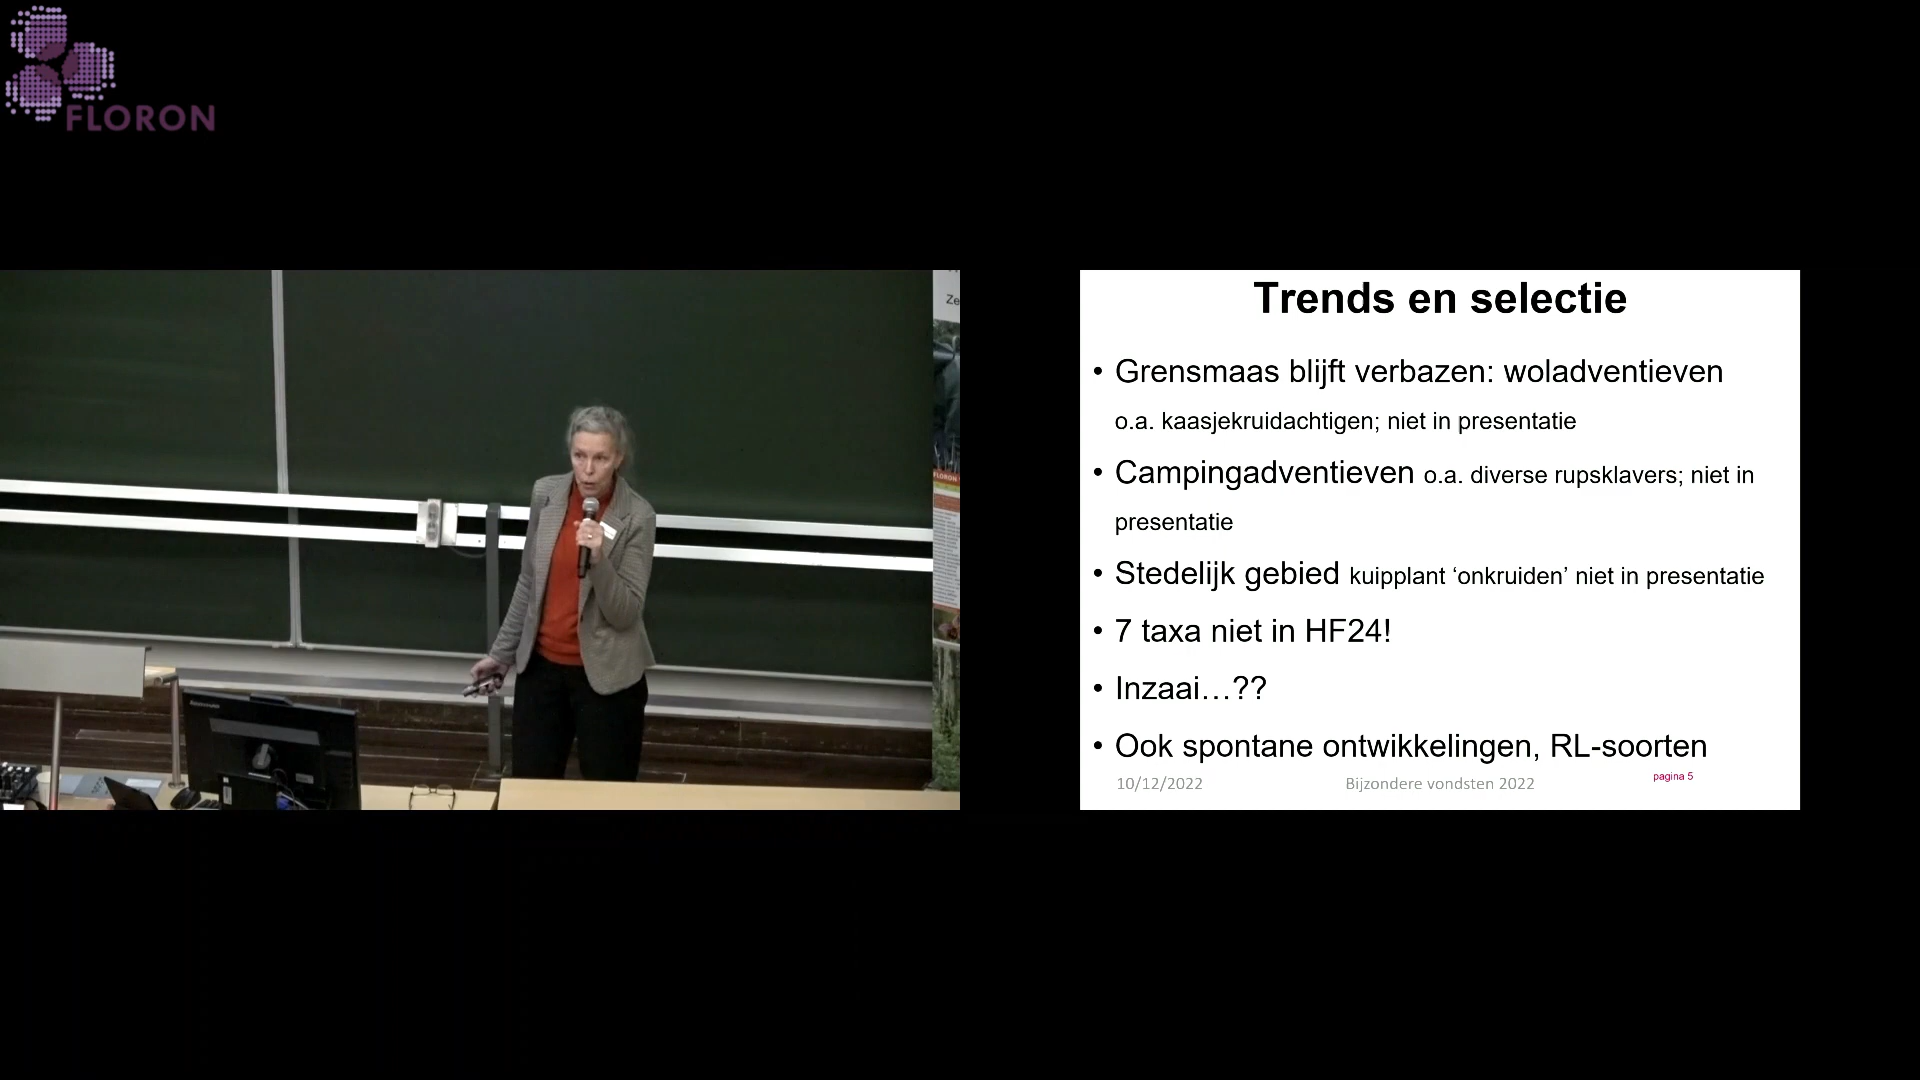 FLORON
Ze
FLORON
Trends en selectie
• Grensmaas blijft verbazen: woladventieven
o.a. kaasjekruidachtigen; niet in presentatie
• Campingadventieven o.a. diverse rupsklavers; niet in
presentatie
• Stedelijk gebied kuipplant ‘onkruiden’ niet in presentatie
• 7 taxa niet in HF24!
• Inzaai…??
• Ook spontane ontwikkelingen, RL-soorten
10/12/2022
Bijzondere vondsten 2022
pagina 5